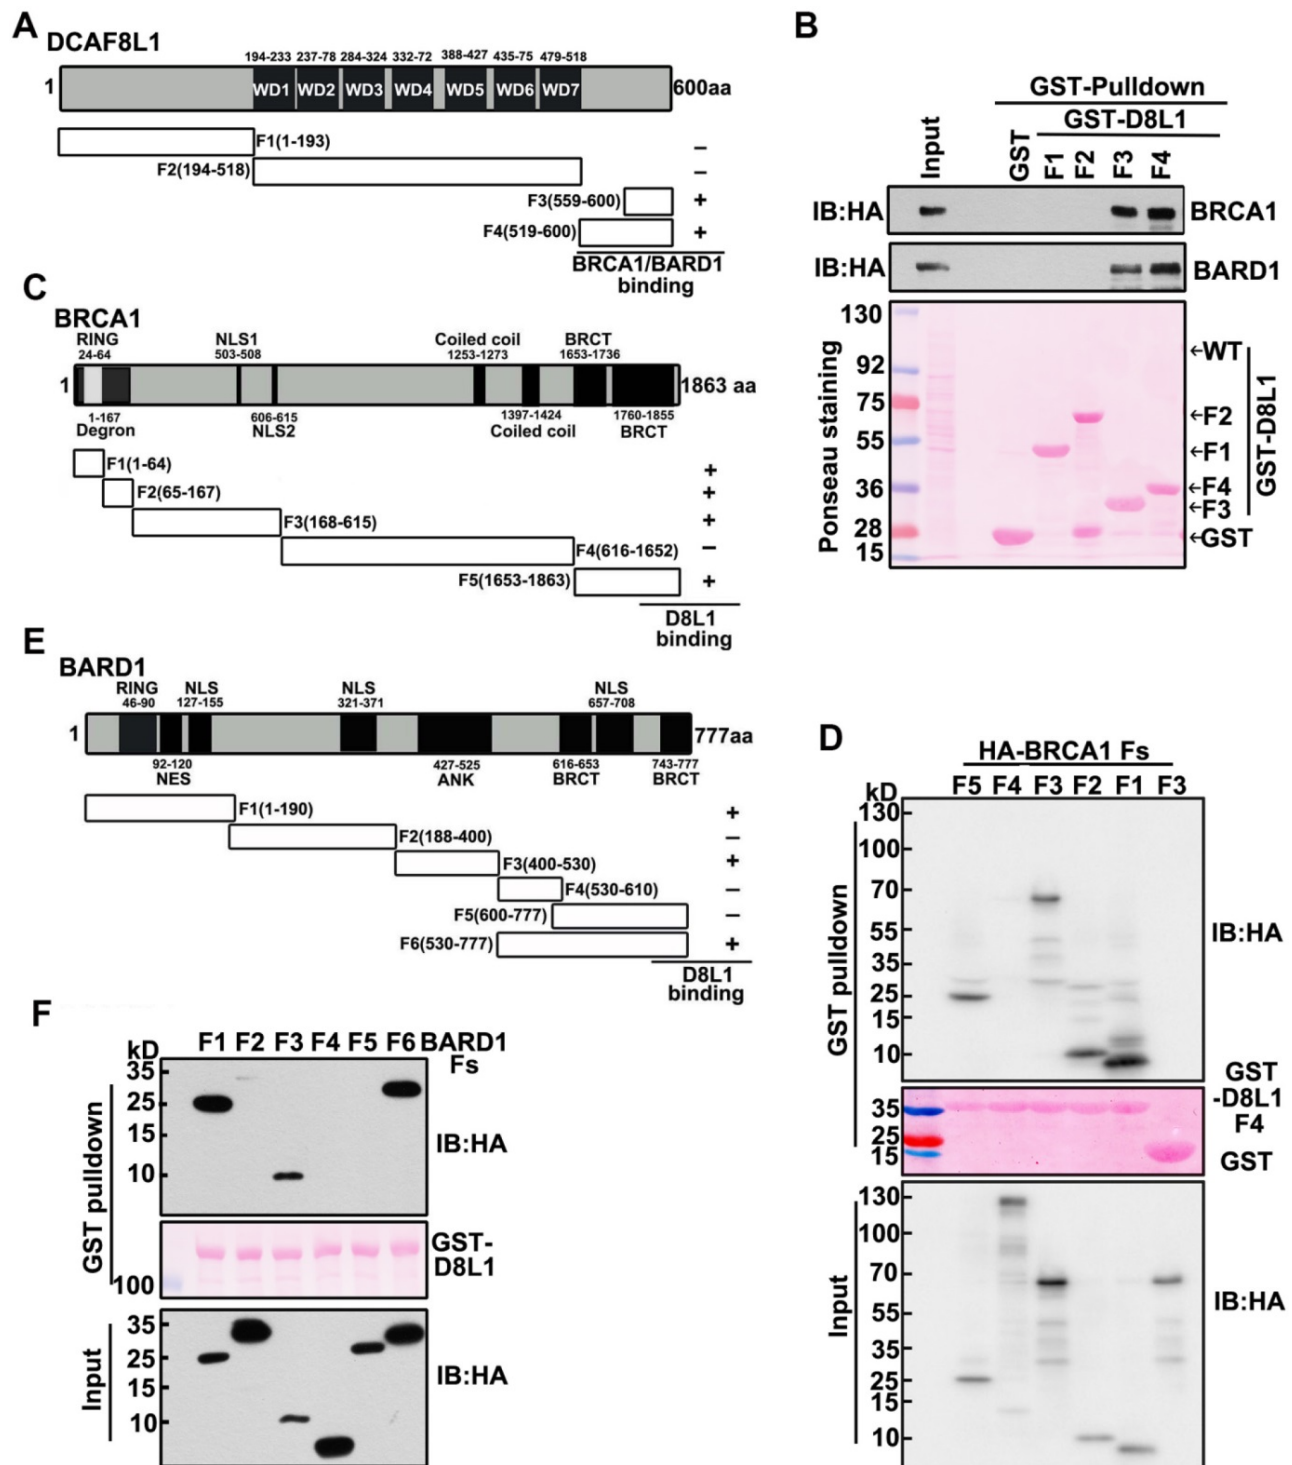 A
DCAF8L1
194-233 237-78 284-324 332-72 388-427 435-75 479-518
1 WD1 WD2 WD3 WD4 WD5 WD6 WD7 600aa
F1(1-193) –
F2(194-518) –
F3(559-600) +
F4(519-600) +
BRCA1/BARD1
binding
B
GST-Pulldown
GST-D8L1
Input GST F1 F2 F3 F4
IB:HA BRCA1
IB:HA BARD1
Ponseau staining
130
92
75
55
36
28
15
←WT
←F2
←F1
←F4
←F3
←GST
GST-D8L1
C
BRCA1
RING NLS1 Coiled coil BRCT
24-64 503-508 1253-1273 1653-1736
1 1863 aa
1-167 606-615 1397-1424 1760-1855
Degron NLS2 Coiled coil BRCT
F1(1-64) +
F2(65-167) +
F3(168-615) +
F4(616-1652) –
F5(1653-1863) +
D8L1
binding
E
BARD1
RING NLS NLS NLS
46-90 127-155 321-371 657-708
1 777aa
92-120 427-525 616-653 743-777
NES ANK BRCT BRCT
F1(1-190) +
F2(188-400) –
F3(400-530) +
F4(530-610) –
F5(600-777) –
F6(530-777) +
D8L1
binding
D
HA-BRCA1 Fs
kD F5 F4 F3 F2 F1 F3
GST pulldown
130
100
70
55
35
25
15
10
IB:HA
GST
-D8L1
F4
GST
35
25
15
Input
130
100
70
55
35
25
15
10
IB:HA
F
kD F1 F2 F3 F4 F5 F6 BARD1
Fs
GST pulldown
35
25
15
10
IB:HA
GST-
D8L1
100
Input
35
25
15
10
IB:HA